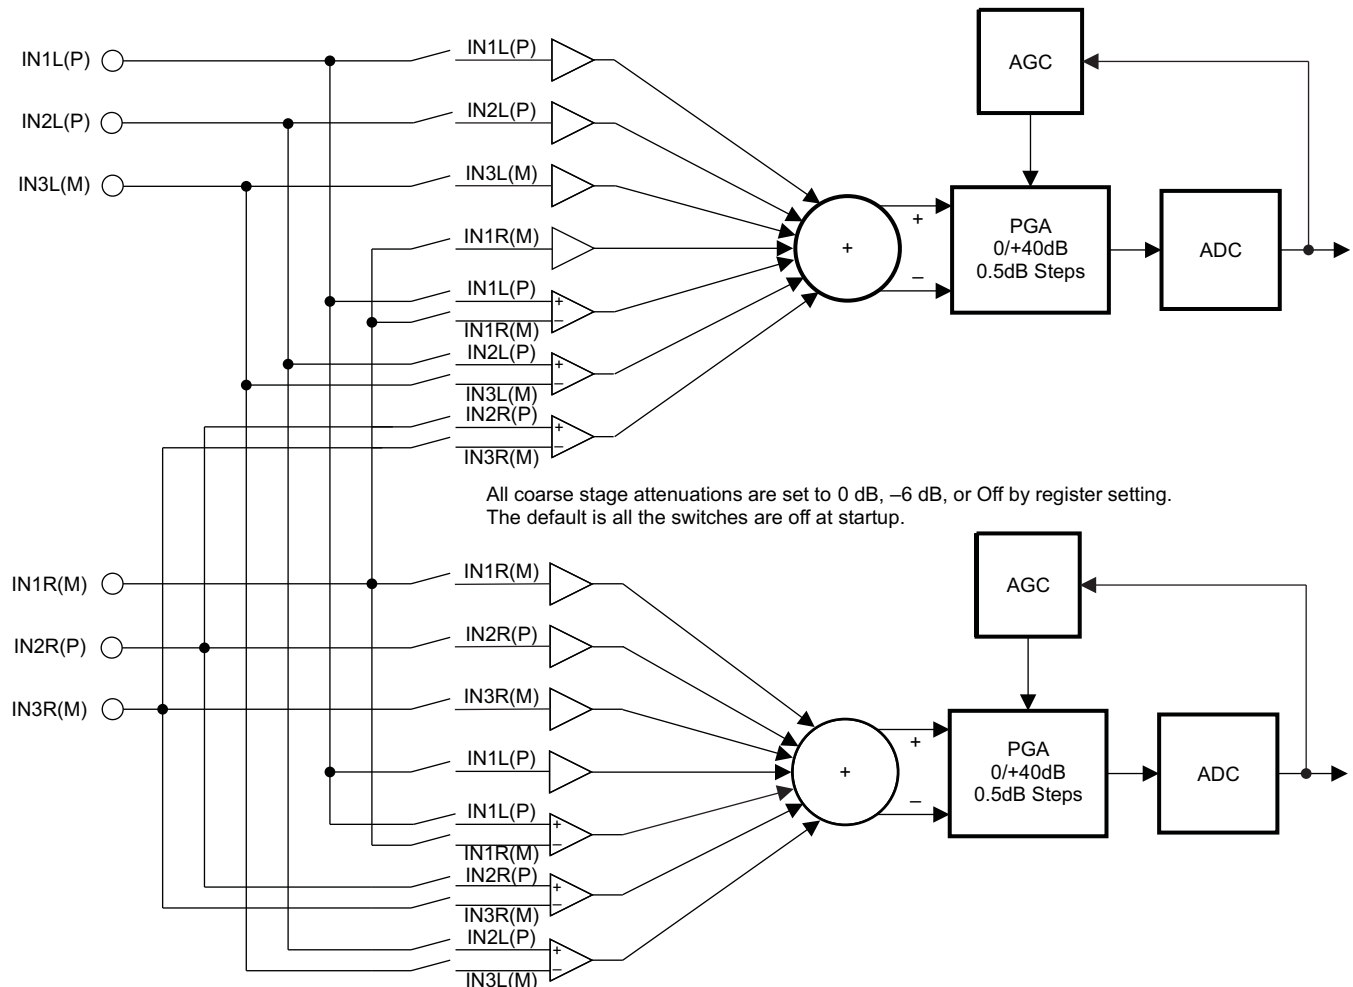 IN1L(P)
IN1L(P)
AGC
IN2L(P)
IN2L(P)
IN3L(M)
IN3L(M)
IN1R(M)
+
+
–
PGA
0/+40dB
0.5dB Steps
ADC
IN1L(P)
+
–
IN1R(M)
IN2L(P)
+
–
IN3L(M)
IN2R(P)
+
–
IN3R(M)
All coarse stage attenuations are set to 0 dB, –6 dB, or Off by register setting.
The default is all the switches are off at startup.
IN1R(M)
IN1R(M)
AGC
IN2R(P)
IN2R(P)
IN3R(M)
IN3R(M)
IN1L(P)
+
+
–
PGA
0/+40dB
0.5dB Steps
ADC
IN1L(P)
+
–
IN1R(M)
IN2R(P)
+
–
IN3R(M)
IN2L(P)
+
–
IN3L(M)